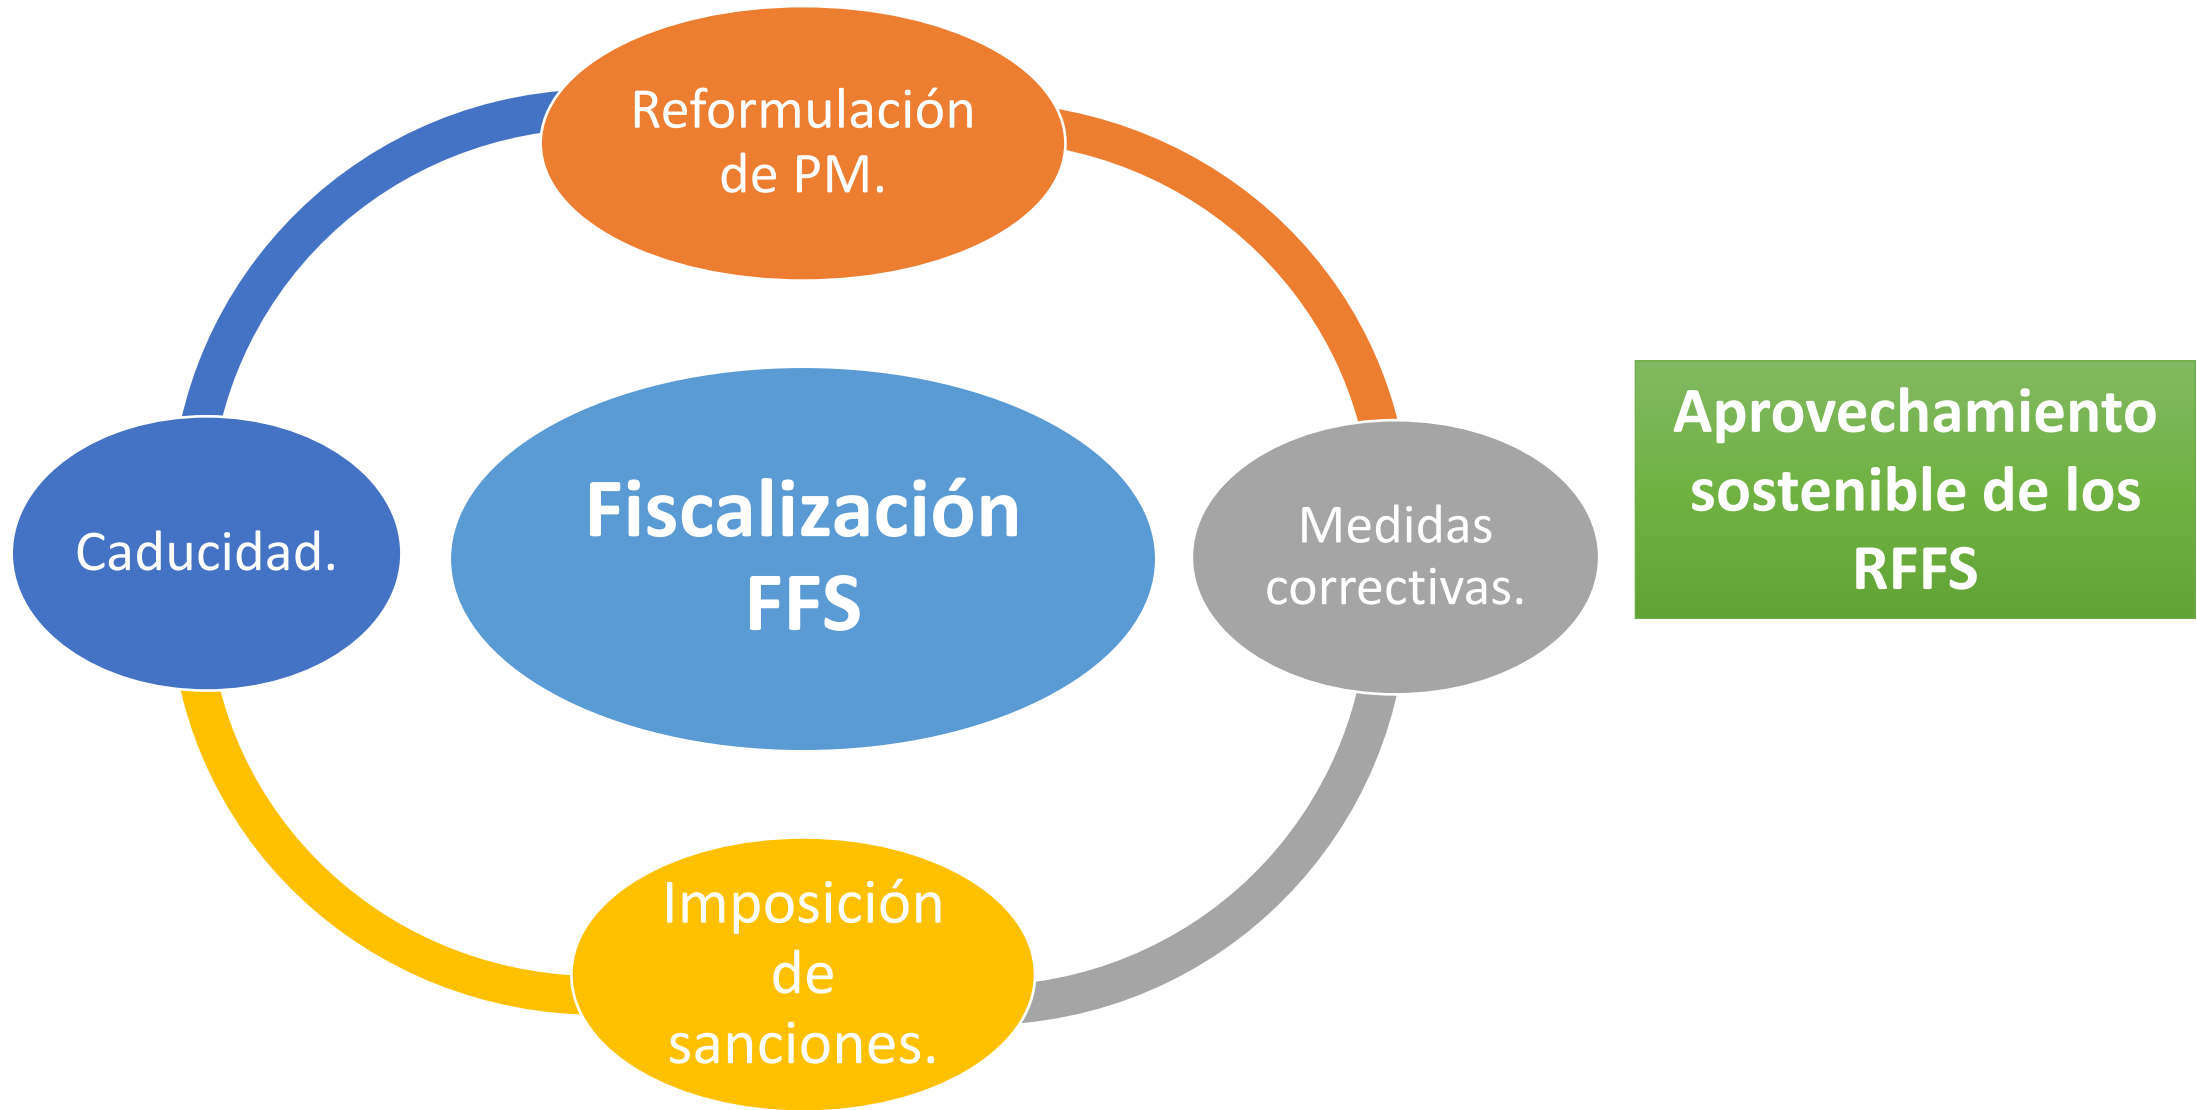 Reformulación
de PM.
Caducidad.
Fiscalización
FFS
Medidas
correctivas.
Imposición
de
sanciones.
Aprovechamiento
sostenible de los
RFFS